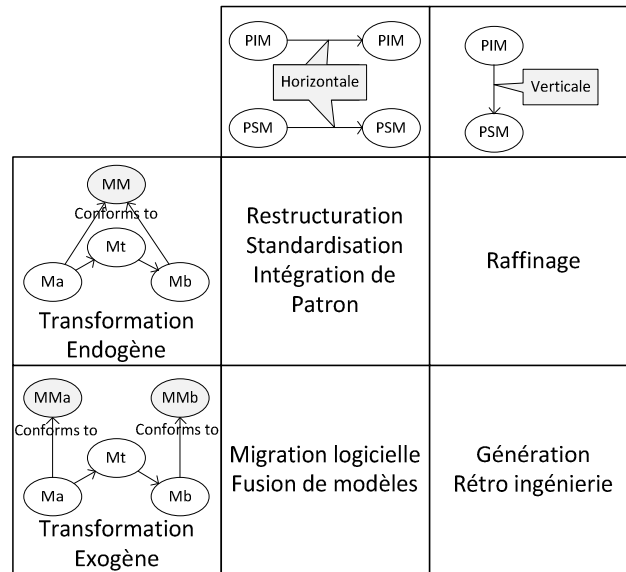 PIM
PIM
PIM
Horizontale
Verticale
PSM
PSM
PSM
MM
Conforms to
Mt
Ma
Mb
Transformation
Endogène
Restructuration
Standardisation
Intégration de
Patron
Raffinage
MMa
MMb
Conforms to
Conforms to
Mt
Ma
Mb
Transformation
Exogène
Migration logicielle
Fusion de modèles
Génération
Rétro ingénierie